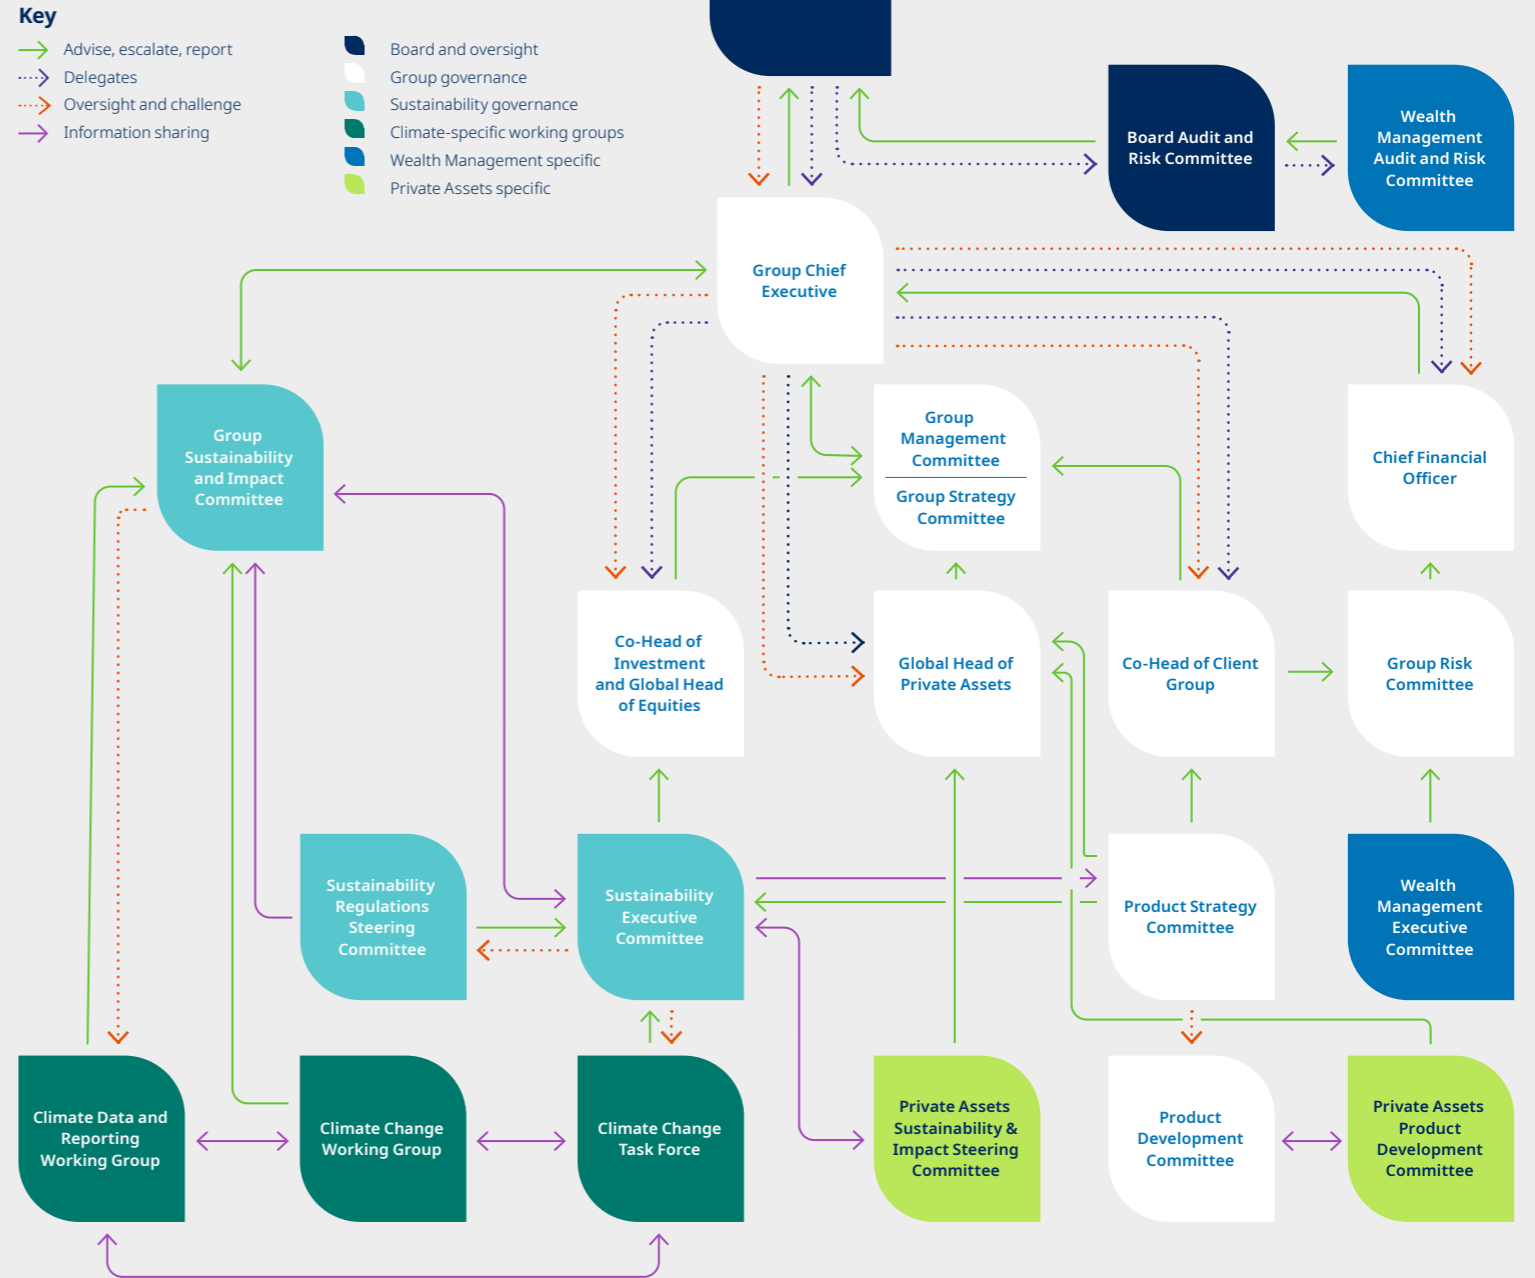 Key
Advise, escalate, report
Delegates
Oversight and challenge
Information sharing
Board and oversight
Group governance
Sustainability governance
Climate-specific working groups
Wealth Management specific
Private Assets specific
Board Audit and
Risk Committee
Wealth
Management
Audit and Risk
Committee
Group Chief
Executive
Group
Sustainability
and Impact
Committee
Group
Management
Committee
Group Strategy
Committee
Chief Financial
Officer
Co-Head of
Investment
and Global Head
of Equities
Global Head of
Private Assets
Co-Head of Client
Group
Group Risk
Committee
Sustainability
Regulations
Steering
Committee
Sustainability
Executive
Committee
Product Strategy
Committee
Wealth
Management
Executive
Committee
Climate Data and
Reporting
Working Group
Climate Change
Working Group
Climate Change
Task Force
Private Assets
Sustainability &
Impact Steering
Committee
Product
Development
Committee
Private Assets
Product
Development
Committee